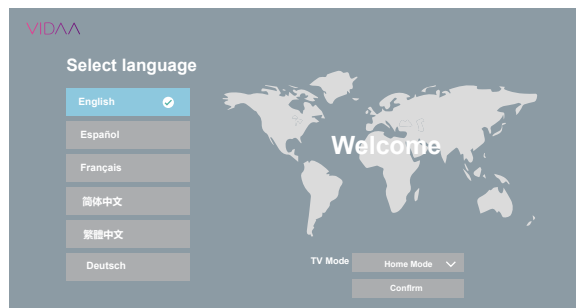 VIDAA
Select language
English
Español
Français
简体中文
繁體中文
Deutsch
Welcome
TV Mode
Home Mode
Confirm